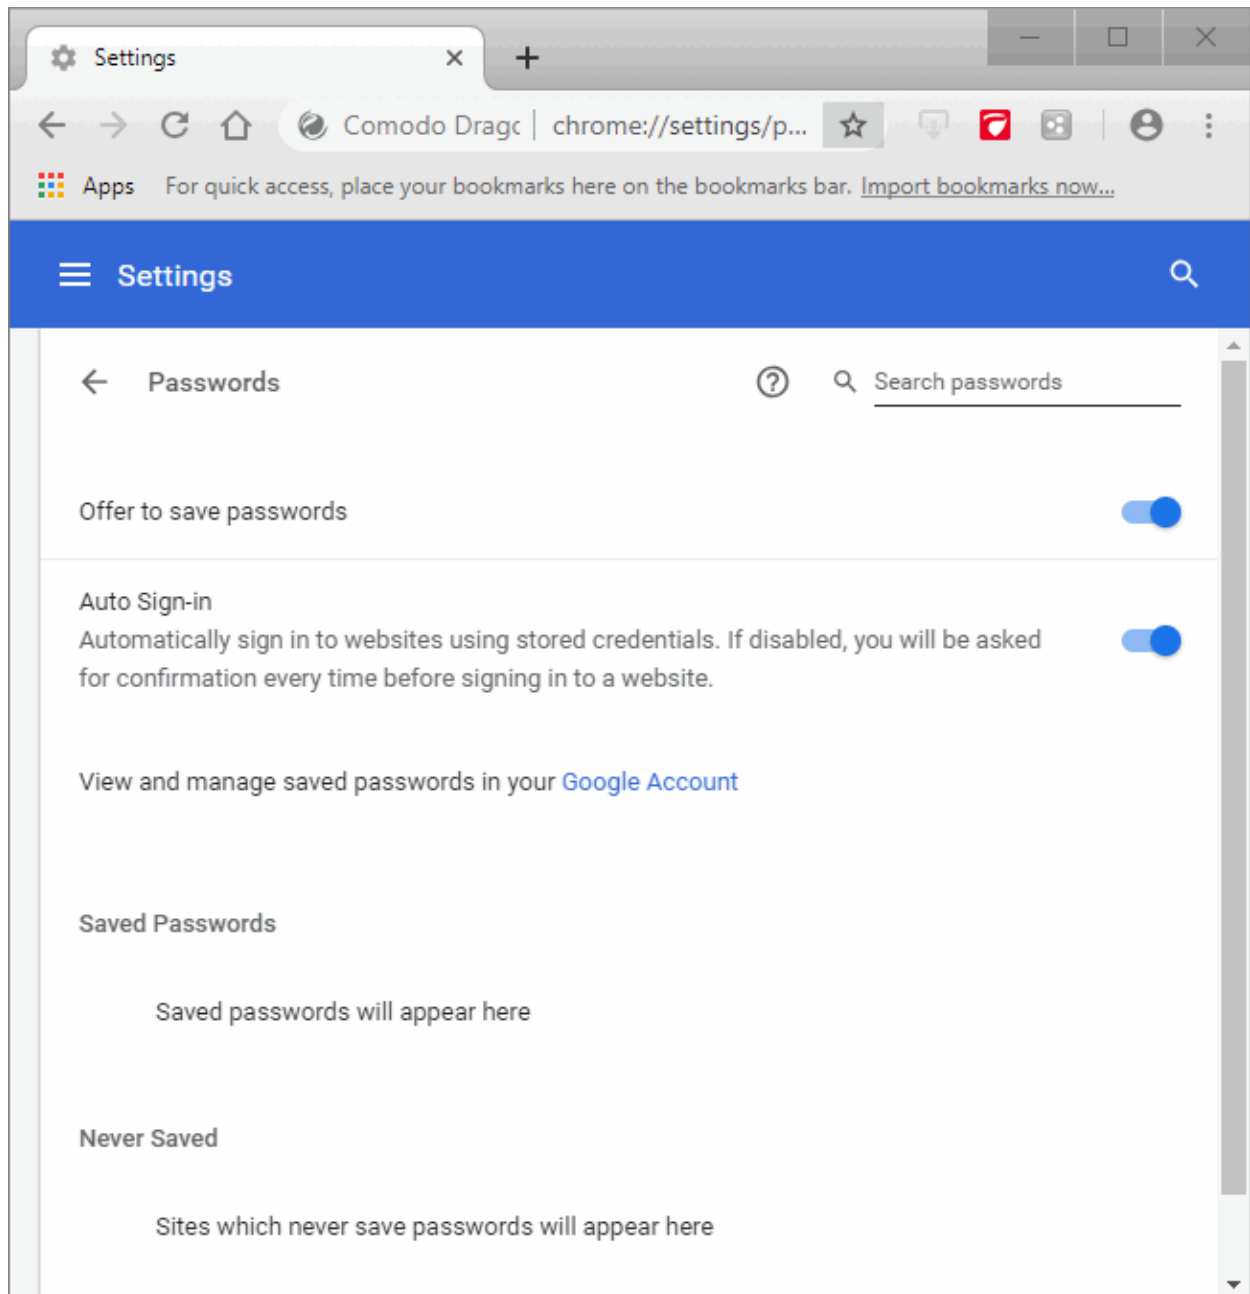 Settings
Comodo Drago chrome://settings/p...
Apps For quick access, place your bookmarks here on the bookmarks bar. Import bookmarks now...
Settings
Passwords Search passwords
Offer to save passwords
Auto Sign-in
Automatically sign in to websites using stored credentials. If disabled, you will be asked
for confirmation every time before signing in to a website.
View and manage saved passwords in your Google Account
Saved Passwords
Saved passwords will appear here
Never Saved
Sites which never save passwords will appear here